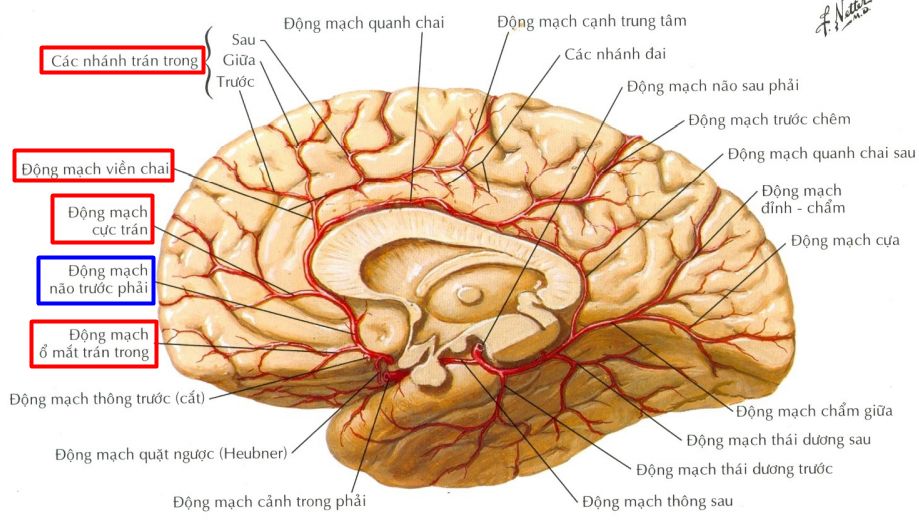 F. Netter
M.D.
Động mạch quanh chai
Động mạch cạnh trung tâm
Sau
Các nhánh đai
Các nhánh trán trong
Giữa
Trước
Động mạch não sau phải
Động mạch trước chêm
Động mạch viền chai
Động mạch quanh chai sau
Động mạch
cực trán
Động mạch
đỉnh - chẩm
Động mạch cựa
Động mạch
não trước phải
Động mạch
ổ mắt trán trong
Động mạch thông trước (cắt)
Động mạch chẩm giữa
Động mạch thái dương sau
Động mạch quặt ngược (Heubner)
Động mạch thái dương trước
Động mạch cảnh trong phải
Động mạch thông sau